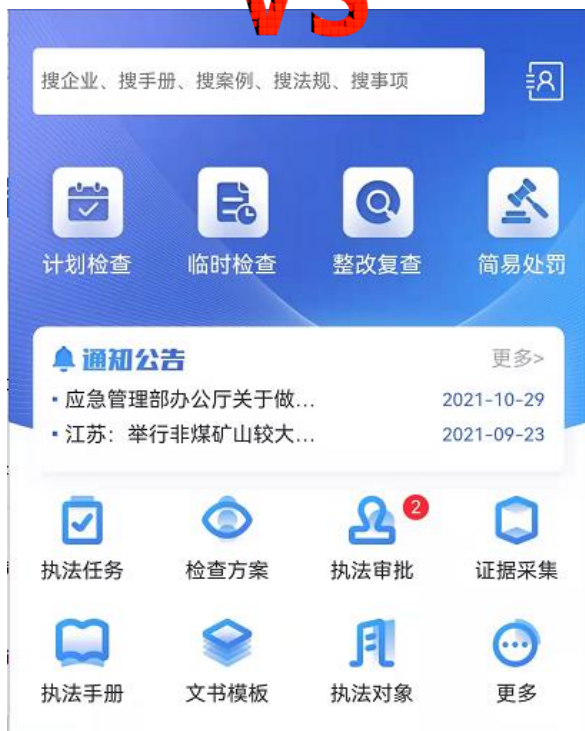 VS
搜企业、搜手册、搜案例、搜法规、搜事项
计划检查 临时检查 整改复查 简易处罚
通知公告 更多>
应急管理部办公厅关于做... 2021-10-29
江苏：举行非煤矿山较大... 2021-09-23
2
执法任务 检查方案 执法审批 证据采集
执法手册 文书模板 执法对象 更多